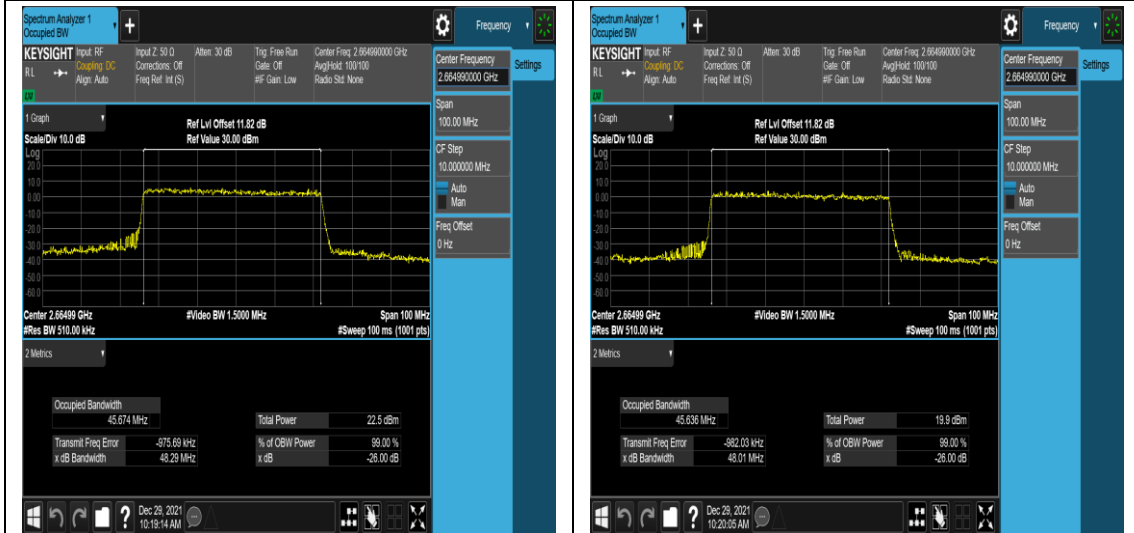 Spectrum Analyzer 1
Occupied BW
+
Frequency
KEYSIGHT
RL
Input: RF
Coupling: DC
Align: Auto
Input Z: 50 Ω
Corrections: Off
Freq Ref: Int (S)
Atten: 30 dB
Trig: Free Run
Gate: Off
#IF Gain: Low
Center Freq: 2.664990000 GHz
Avg|Hold: 100/100
Radio Std: None
Center Frequency
2.664990000 GHz
Settings
Span
100.00 MHz
CF Step
10.000000 MHz
Auto
Man
Freq Offset
0 Hz
1 Graph
Scale/Div 10.0 dB
Ref Lvl Offset 11.82 dB
Ref Value 30.00 dBm
Log
20.0
10.0
0.00
-10.0
-20.0
-30.0
-40.0
-50.0
-60.0
Center 2.66499 GHz
#Res BW 510.00 kHz
#Video BW 1.5000 MHz
Span 100 MHz
#Sweep 100 ms (1001 pts)
2 Metrics
Occupied Bandwidth
45.674 MHz
Total Power 22.5 dBm
Transmit Freq Error -975.69 kHz
% of OBW Power 99.00 %
x dB Bandwidth 48.29 MHz
x dB -26.00 dB
?
Dec 29, 2021
10:19:14 AM
Spectrum Analyzer 1
Occupied BW
+
Frequency
KEYSIGHT
RL
Input: RF
Coupling: DC
Align: Auto
Input Z: 50 Ω
Corrections: Off
Freq Ref: Int (S)
Atten: 30 dB
Trig: Free Run
Gate: Off
#IF Gain: Low
Center Freq: 2.664990000 GHz
Avg|Hold: 100/100
Radio Std: None
Center Frequency
2.664990000 GHz
Settings
Span
100.00 MHz
CF Step
10.000000 MHz
Auto
Man
Freq Offset
0 Hz
1 Graph
Scale/Div 10.0 dB
Ref Lvl Offset 11.82 dB
Ref Value 30.00 dBm
Log
20.0
10.0
0.00
-10.0
-20.0
-30.0
-40.0
-50.0
-60.0
Center 2.66499 GHz
#Res BW 510.00 kHz
#Video BW 1.5000 MHz
Span 100 MHz
#Sweep 100 ms (1001 pts)
2 Metrics
Occupied Bandwidth
45.636 MHz
Total Power 19.9 dBm
Transmit Freq Error -982.03 kHz
% of OBW Power 99.00 %
x dB Bandwidth 48.01 MHz
x dB -26.00 dB
?
Dec 29, 2021
10:20:05 AM